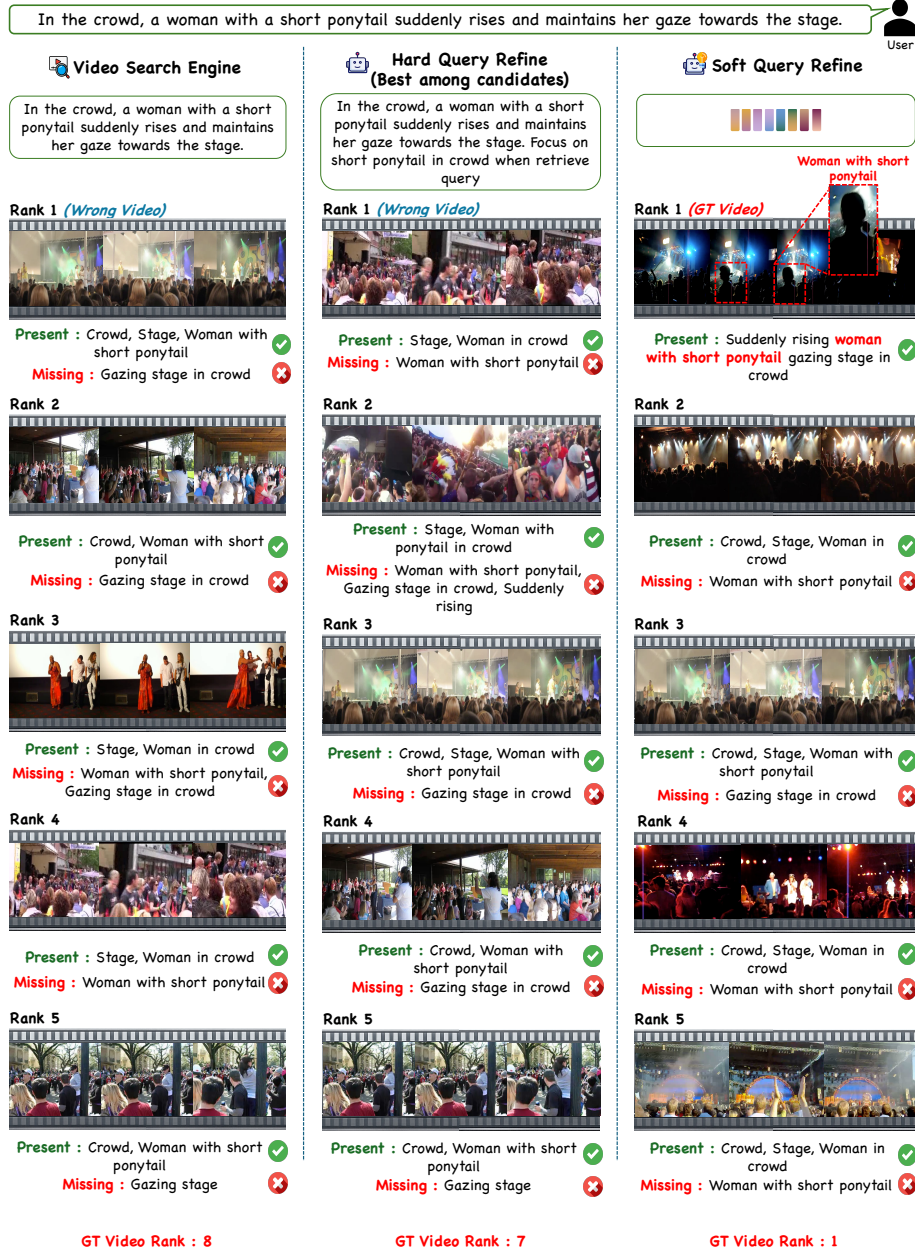 In the crowd, a woman with a short ponytail suddenly rises and maintains her gaze towards the stage.
User
Video Search Engine
In the crowd, a woman with a short
ponytail suddenly rises and maintains
her gaze towards the stage.
Rank 1 (Wrong Video)
Present : Crowd, Stage, Woman with
short ponytail
Missing : Gazing stage in crowd
Rank 2
Present : Crowd, Woman with short
ponytail
Missing : Gazing stage in crowd
Rank 3
Present : Stage, Woman in crowd
Missing : Woman with short ponytail,
Gazing stage in crowd
Rank 4
Present : Stage, Woman in crowd
Missing : Woman with short ponytail
Rank 5
Present : Crowd, Woman with short
ponytail
Missing : Gazing stage
GT Video Rank : 8
Hard Query Refine
(Best among candidates)
In the crowd, a woman with a short
ponytail suddenly rises and maintains
her gaze towards the stage. Focus on
short ponytail in crowd when retrieve
query
Rank 1 (Wrong Video)
Present : Stage, Woman in crowd
Missing : Woman with short ponytail
Rank 2
Present : Stage, Woman with
ponytail in crowd
Missing : Woman with short ponytail,
Gazing stage in crowd, Suddenly
rising
Rank 3
Present : Crowd, Stage, Woman with
short ponytail
Missing : Gazing stage in crowd
Rank 4
Present : Crowd, Woman with
short ponytail
Missing : Gazing stage in crowd
Rank 5
Present : Crowd, Woman with short
ponytail
Missing : Gazing stage
GT Video Rank : 7
Soft Query Refine
Woman with short
ponytail
Rank 1 (GT Video)
Present : Suddenly rising woman
with short ponytail gazing stage in
crowd
Rank 2
Present : Crowd, Stage, Woman in
crowd
Missing : Woman with short ponytail
Rank 3
Present : Crowd, Stage, Woman with
short ponytail
Missing : Gazing stage in crowd
Rank 4
Present : Crowd, Stage, Woman in
crowd
Missing : Woman with short ponytail
Rank 5
Present : Crowd, Stage, Woman in
crowd
Missing : Woman with short ponytail
GT Video Rank : 1